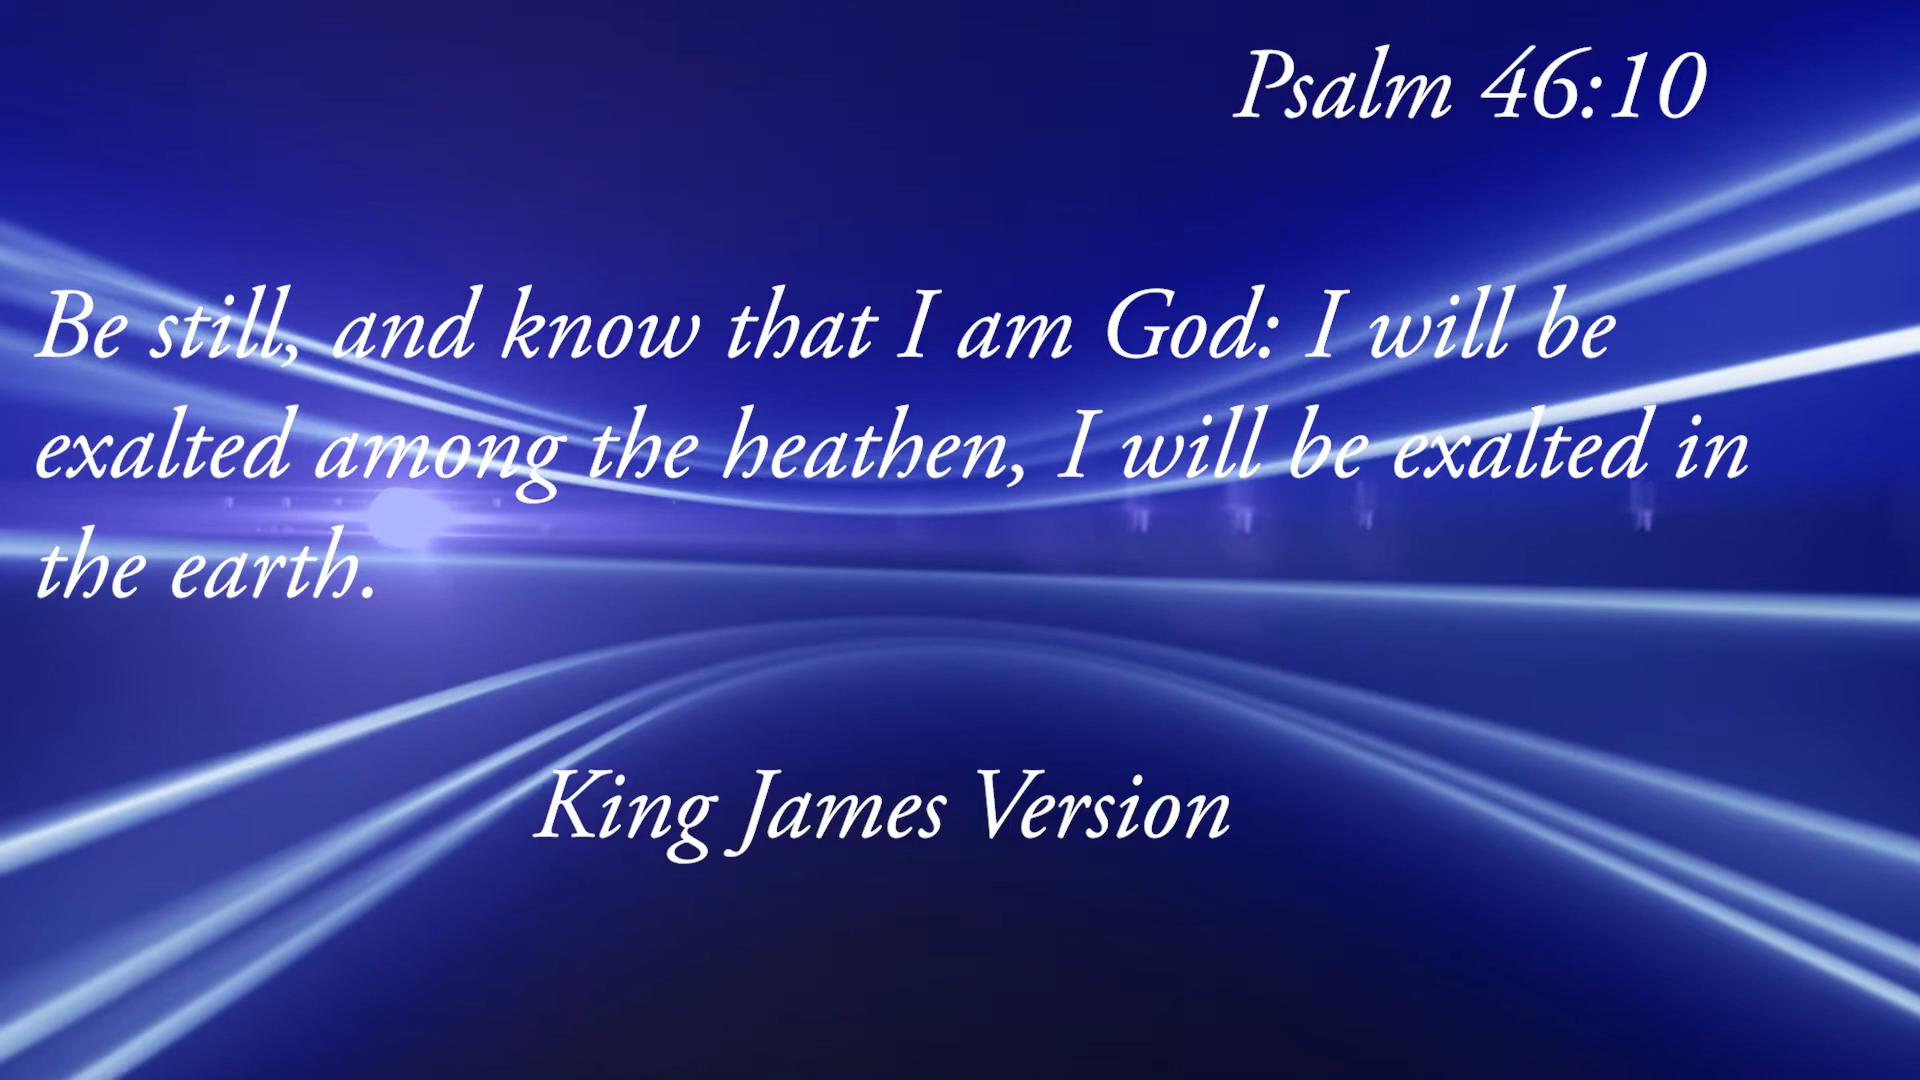 Psalm 46:10
Be still, and know that I am God: I will be
exalted among the heathen, I will be exalted in
the earth.
King James Version